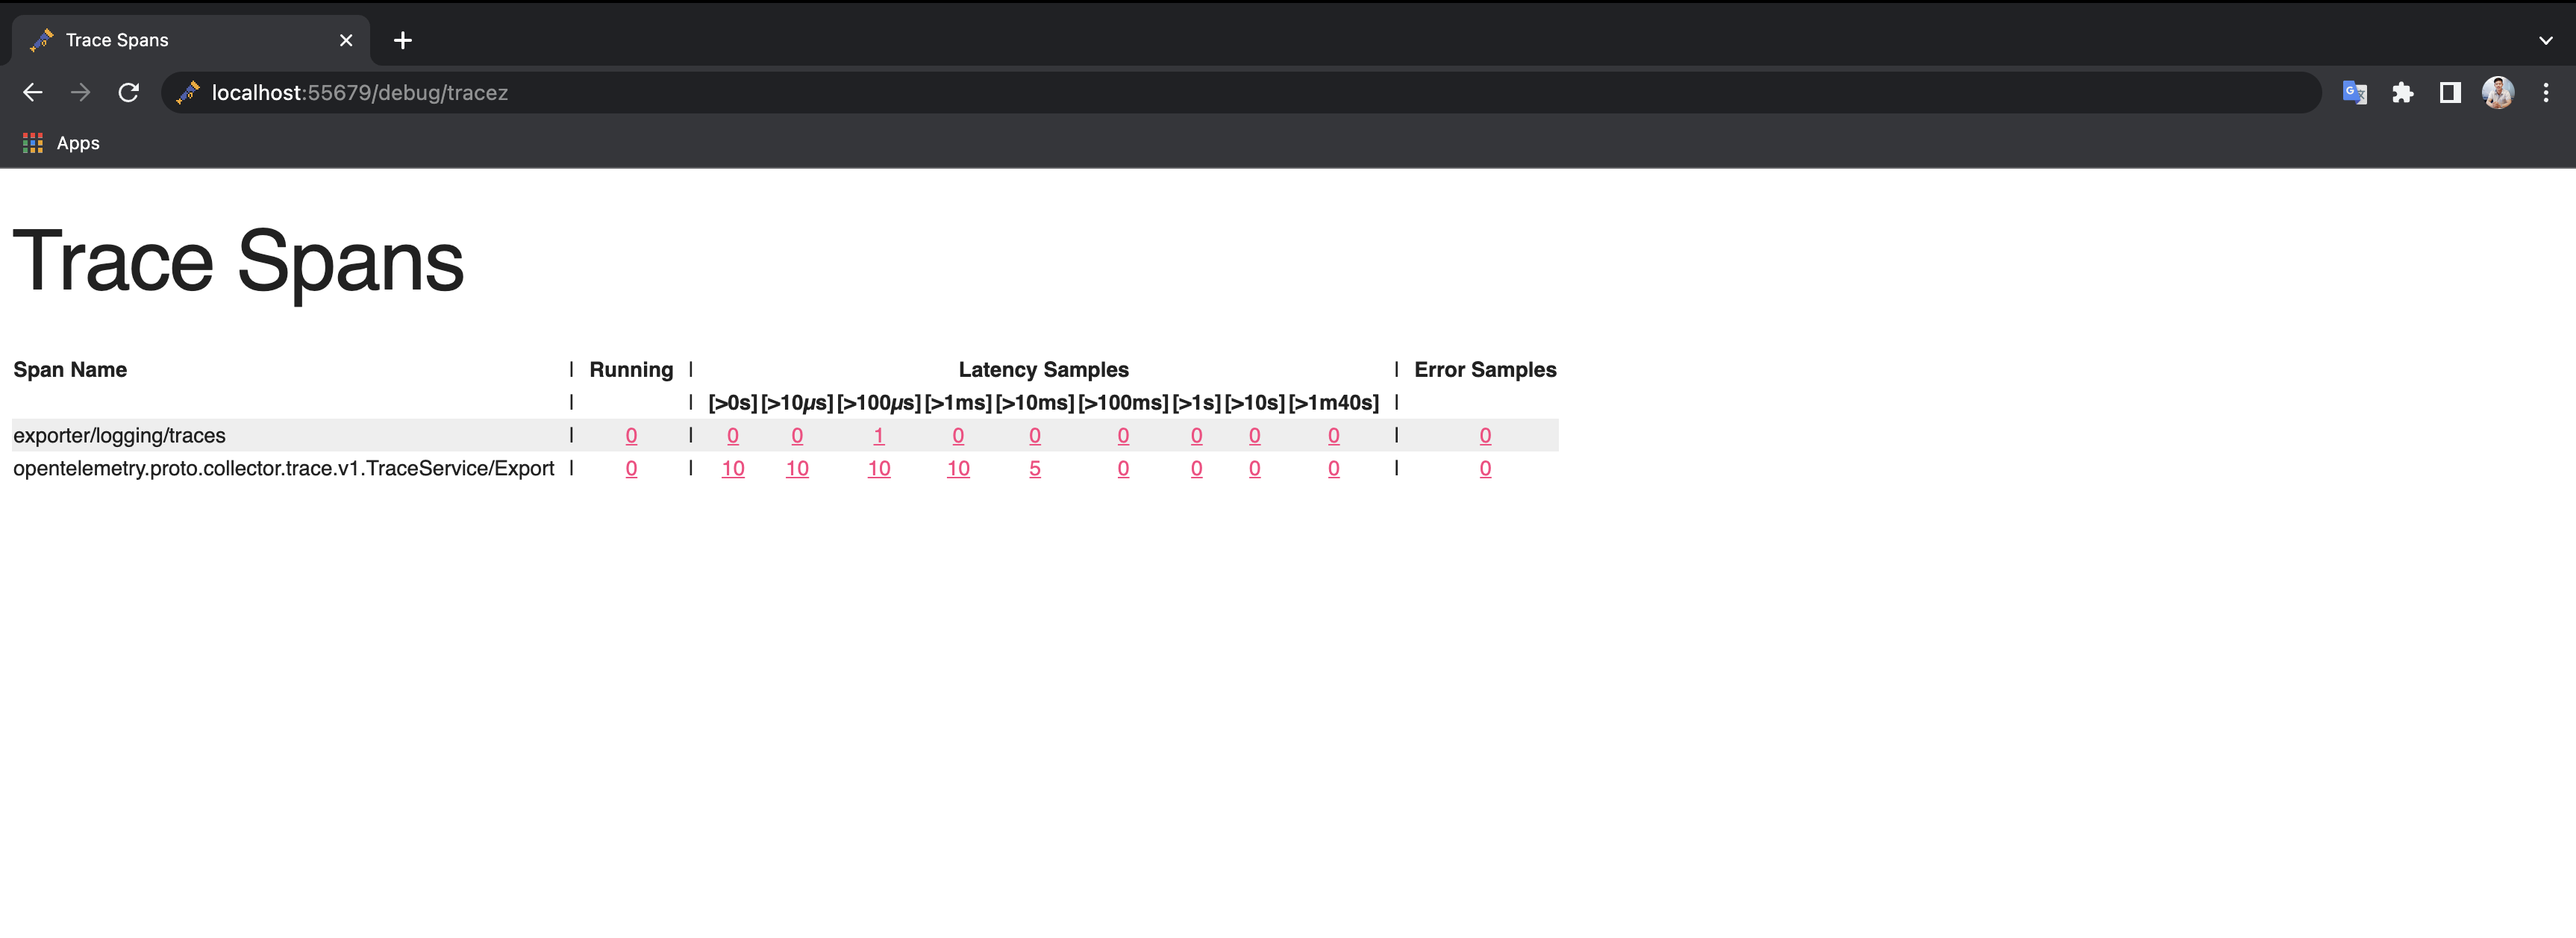 Trace Spans
localhost:55679/debug/tracez
Apps
Trace Spans
Span Name | Running | Latency Samples | Error Samples
| | [>0s] [>10µs] [>100µs] [>1ms] [>10ms] [>100ms] [>1s] [>10s] [>1m40s] |
exporter/logging/traces | 0 | 0 0 1 0 0 0 0 0 0 | 0
opentelemetry.proto.collector.trace.v1.TraceService/Export | 0 | 10 10 10 10 5 0 0 0 0 | 0